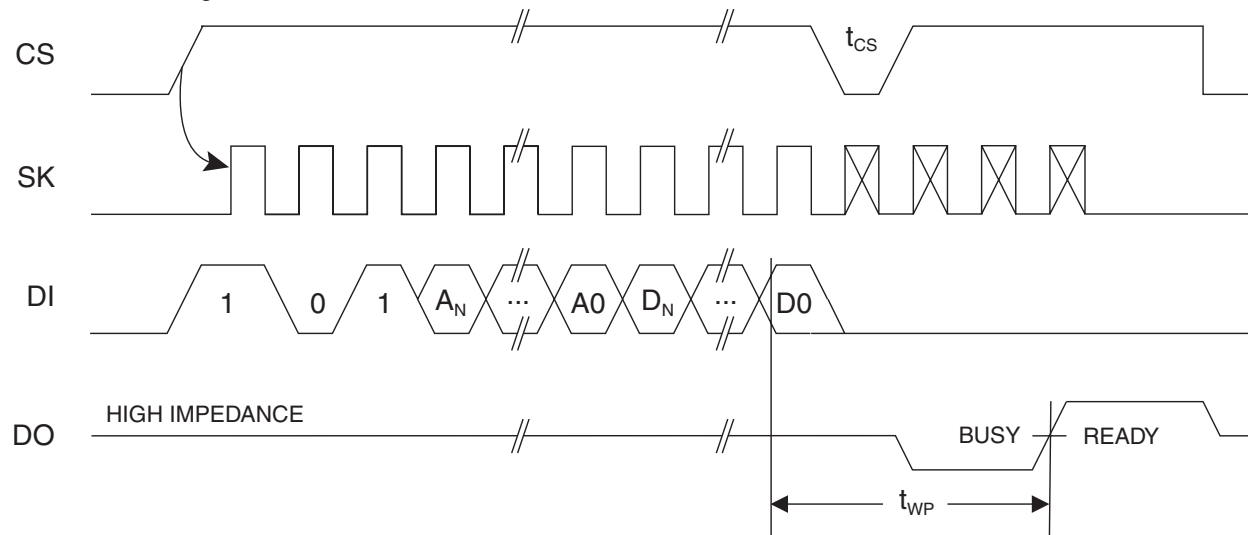 CS
t_CS
SK
DI 1 0 1 A_N ... A0 D_N ... D0
HIGH IMPEDANCE
DO BUSY READY
t_WP